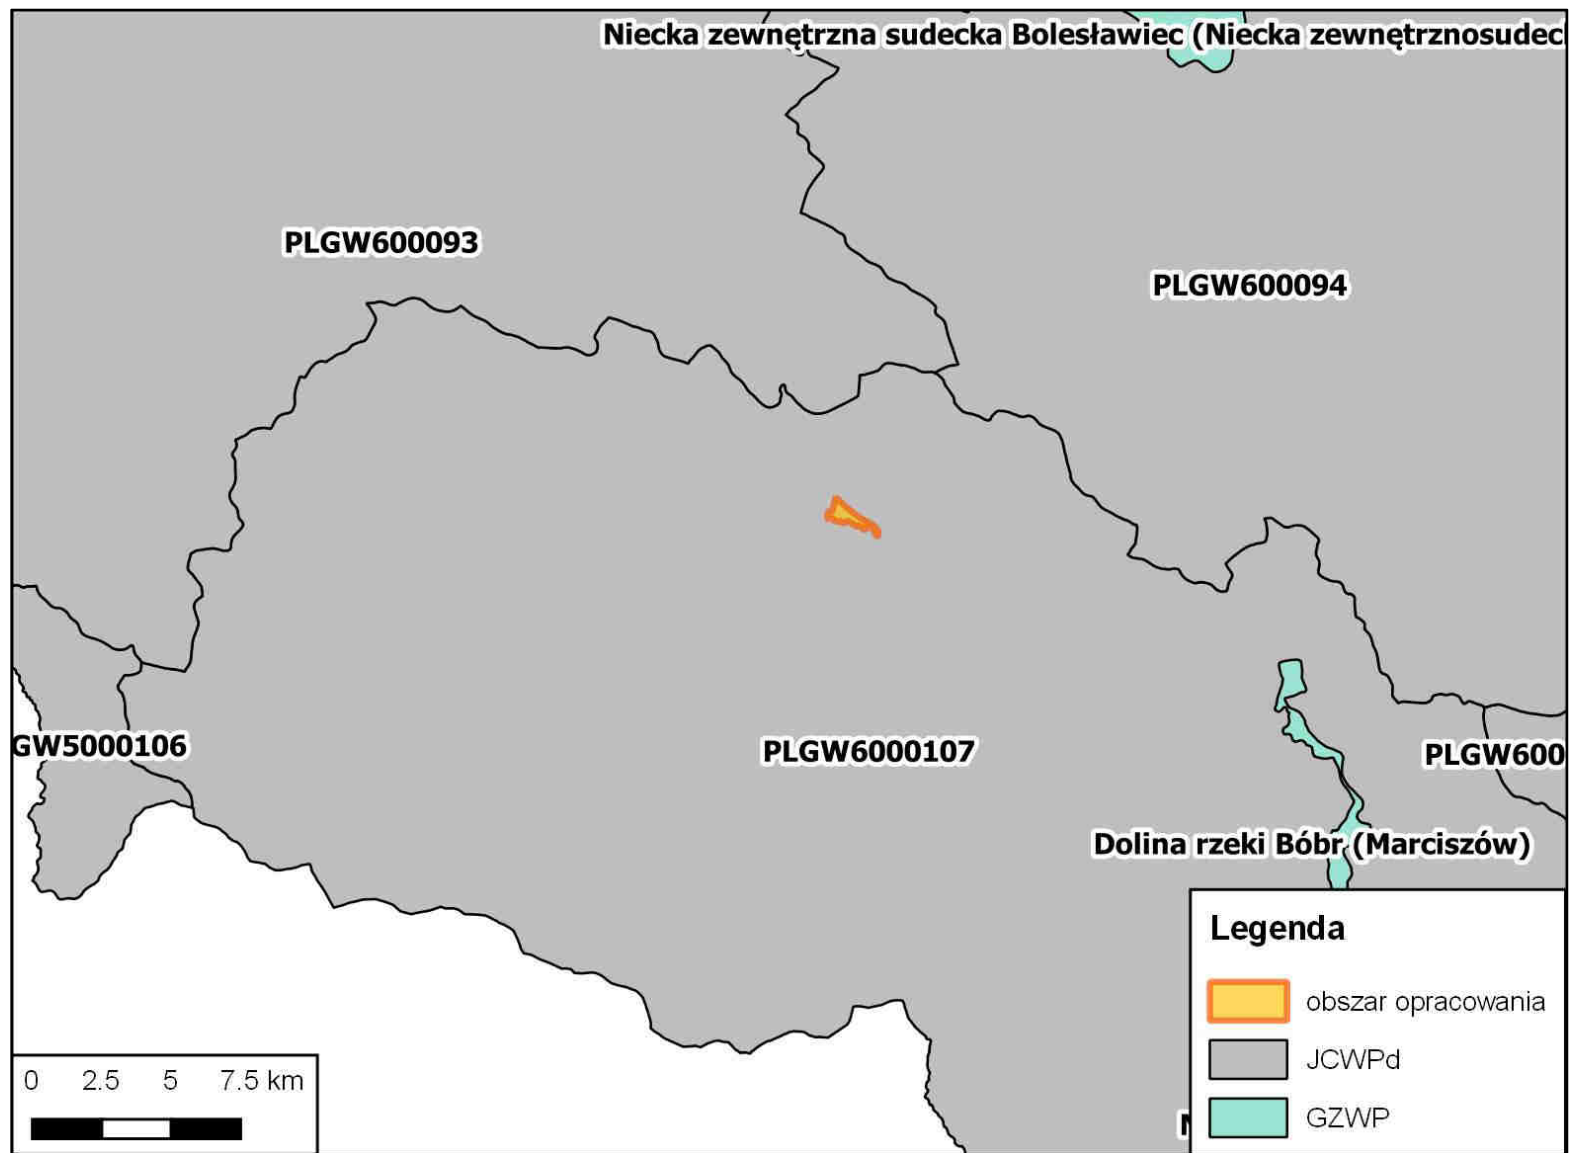 Niecka zewnętrzna sudecka Bolesławiec (Niecka zewnętrznosudec
PLGW600093
PLGW600094
GW5000106
PLGW6000107
PLGW600
Dolina rzeki Bóbr (Marciszów)
Legenda
obszar opracowania
JCWPd
GZWP
0 2.5 5 7.5 km